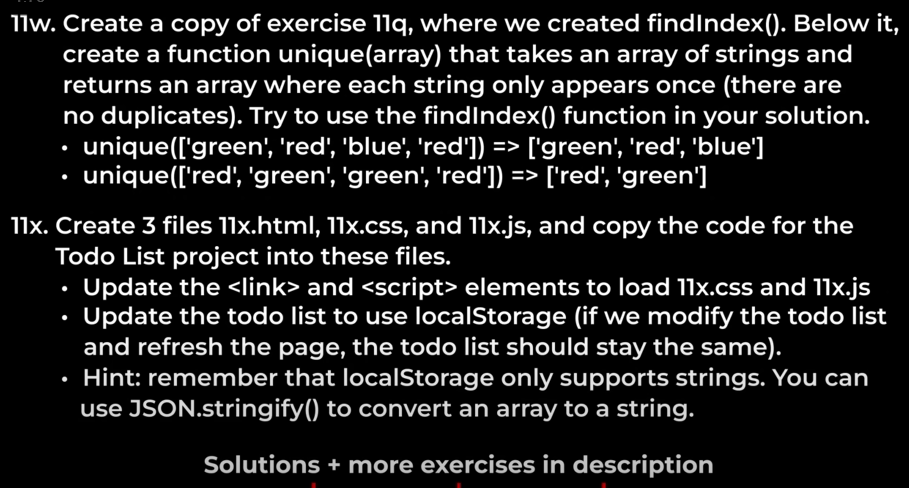 11w. Create a copy of exercise 11q, where we created findIndex(). Below it,
create a function unique(array) that takes an array of strings and
returns an array where each string only appears once (there are
no duplicates). Try to use the findIndex() function in your solution.
• unique(['green', 'red', 'blue', 'red']) => ['green', 'red', 'blue']
• unique(['red', 'green', 'green', 'red']) => ['red', 'green']
11x. Create 3 files 11x.html, 11x.css, and 11x.js, and copy the code for the
Todo List project into these files.
• Update the <link> and <script> elements to load 11x.css and 11x.js
• Update the todo list to use localStorage (if we modify the todo list
and refresh the page, the todo list should stay the same).
• Hint: remember that localStorage only supports strings. You can
use JSON.stringify() to convert an array to a string.
Solutions + more exercises in description